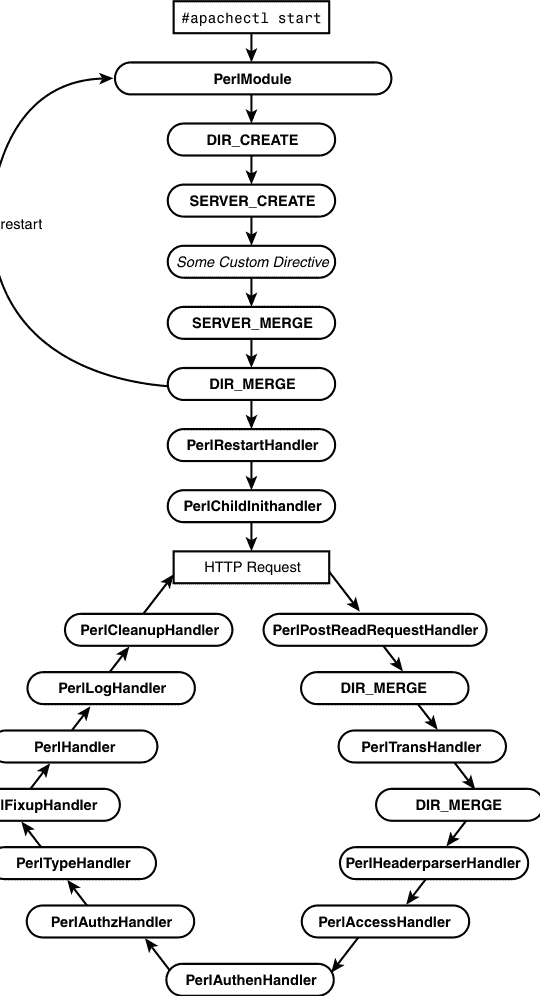 #apachectl start
PerlModule
DIR_CREATE
SERVER_CREATE
restart
Some Custom Directive
SERVER_MERGE
DIR_MERGE
PerlRestartHandler
PerlChildInithandler
HTTP Request
PerlCleanupHandler
PerlPostReadRequestHandler
PerlLogHandler
DIR_MERGE
PerlHandler
PerlTransHandler
lFixupHandler
DIR_MERGE
PerlTypeHandler
PerlHeaderparserHandler
PerlAuthzHandler
PerlAccessHandler
PerlAuthenHandler